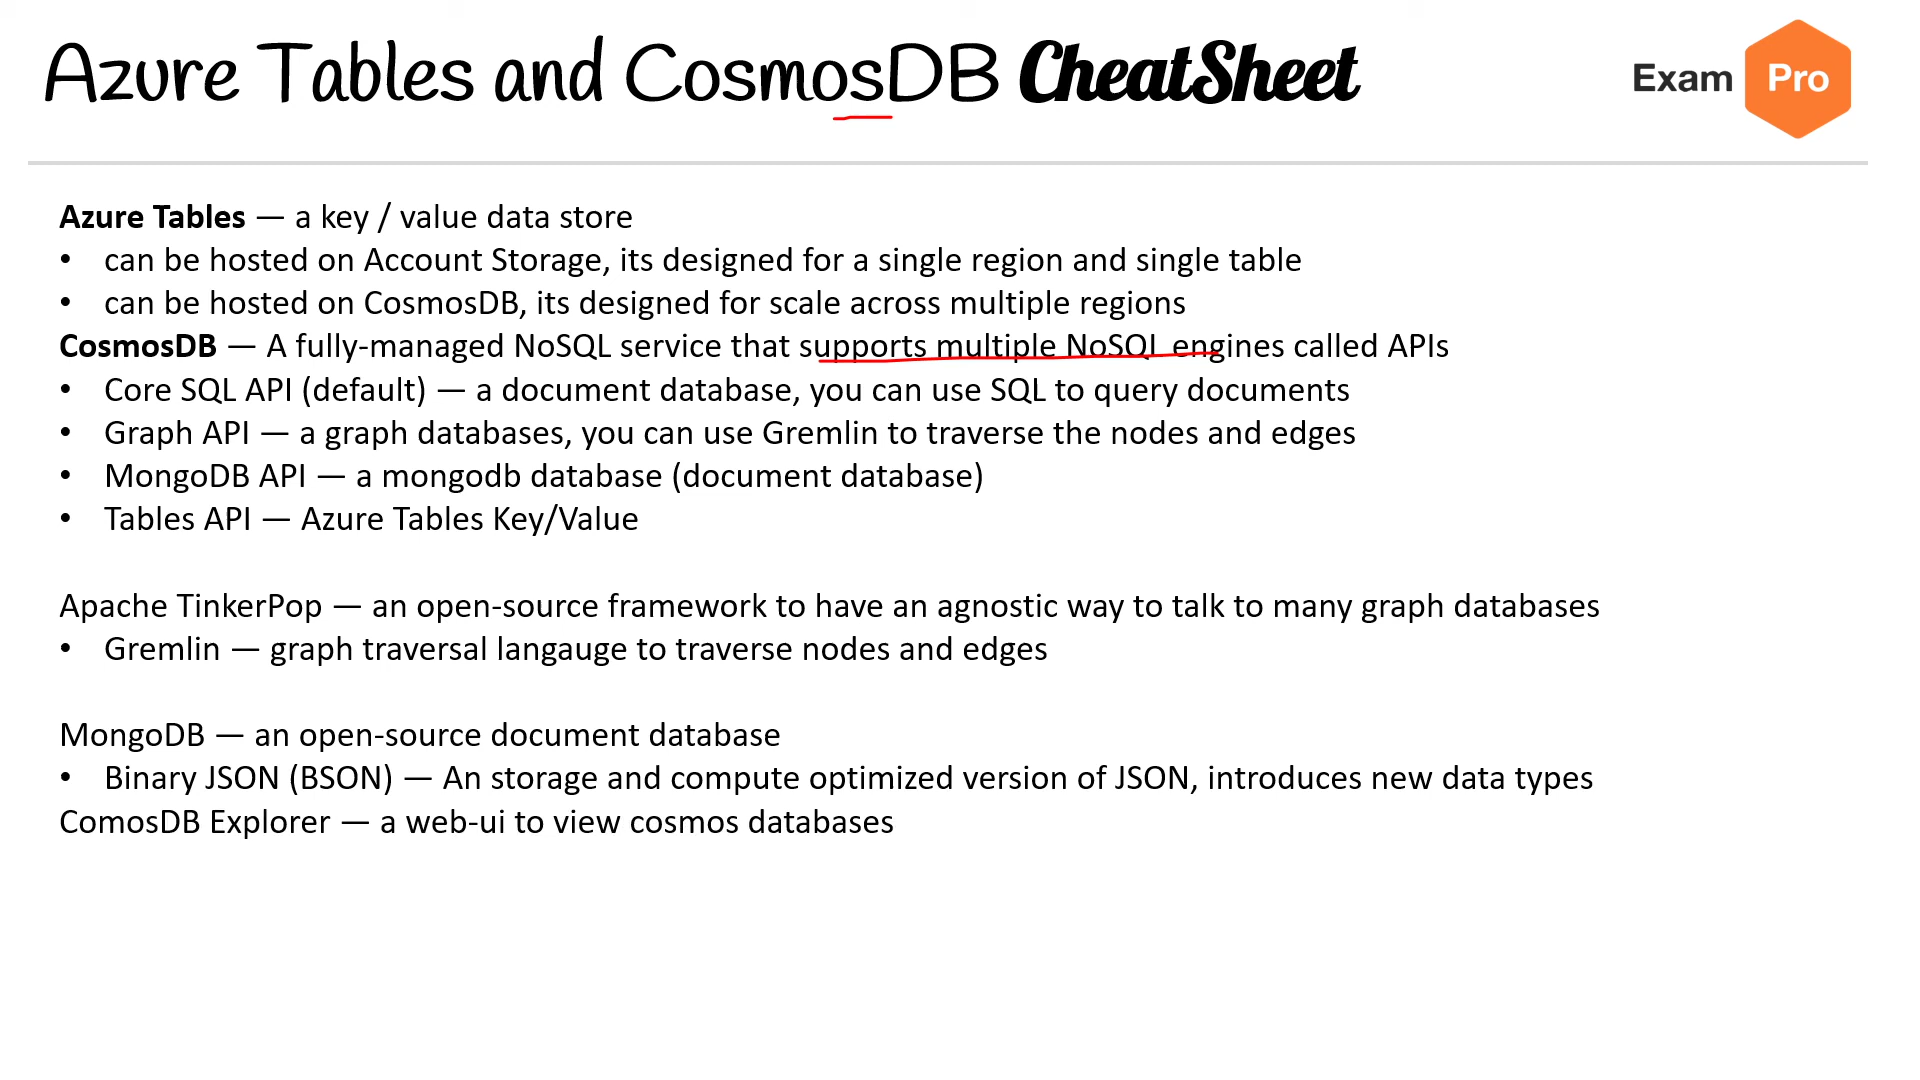 Azure Tables and CosmosDB CheatSheet
Exam Pro
Azure Tables — a key / value data store
• can be hosted on Account Storage, its designed for a single region and single table
• can be hosted on CosmosDB, its designed for scale across multiple regions
CosmosDB — A fully-managed NoSQL service that supports multiple NoSQL engines called APIs
• Core SQL API (default) — a document database, you can use SQL to query documents
• Graph API — a graph databases, you can use Gremlin to traverse the nodes and edges
• MongoDB API — a mongodb database (document database)
• Tables API — Azure Tables Key/Value
Apache TinkerPop — an open-source framework to have an agnostic way to talk to many graph databases
• Gremlin — graph traversal langauge to traverse nodes and edges
MongoDB — an open-source document database
• Binary JSON (BSON) — An storage and compute optimized version of JSON, introduces new data types
ComosDB Explorer — a web-ui to view cosmos databases